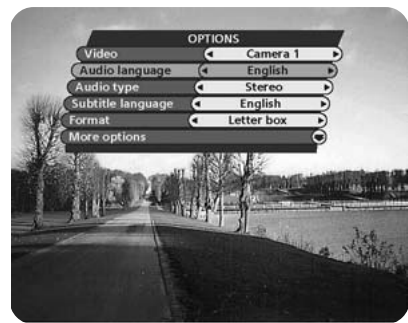 OPTIONS
Video Camera 1
Audio language English
Audio type Stereo
Subtitle language English
Format Letter box
More options